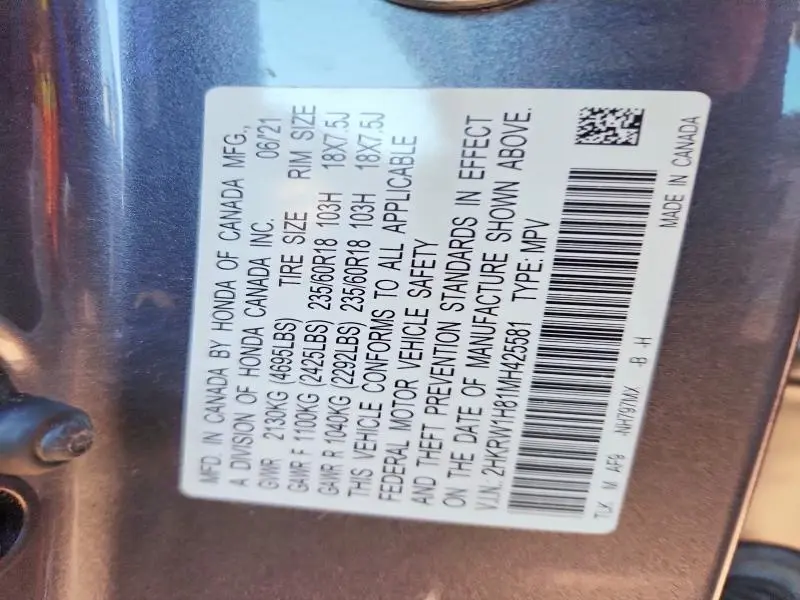 MFD. IN CANADA BY HONDA OF CANADA MFG.,
A DIVISION OF HONDA CANADA INC. 06/21
GVWR 2130KG (4695LBS) TIRE SIZE RIM SIZE
GAWR F 1100KG (2425LBS) 235/60R18 103H 18X7.5J
GAWR R 1040KG (2292LBS) 235/60R18 103H 18X7.5J
THIS VEHICLE CONFORMS TO ALL APPLICABLE
FEDERAL MOTOR VEHICLE SAFETY
AND THEFT PREVENTION STANDARDS IN EFFECT
ON THE DATE OF MANUFACTURE SHOWN ABOVE.
V.I.N.: 2HKRW1H81MH425581 TYPE: MPV
TLK M AF9 NH797MX -B -H
MADE IN CANADA